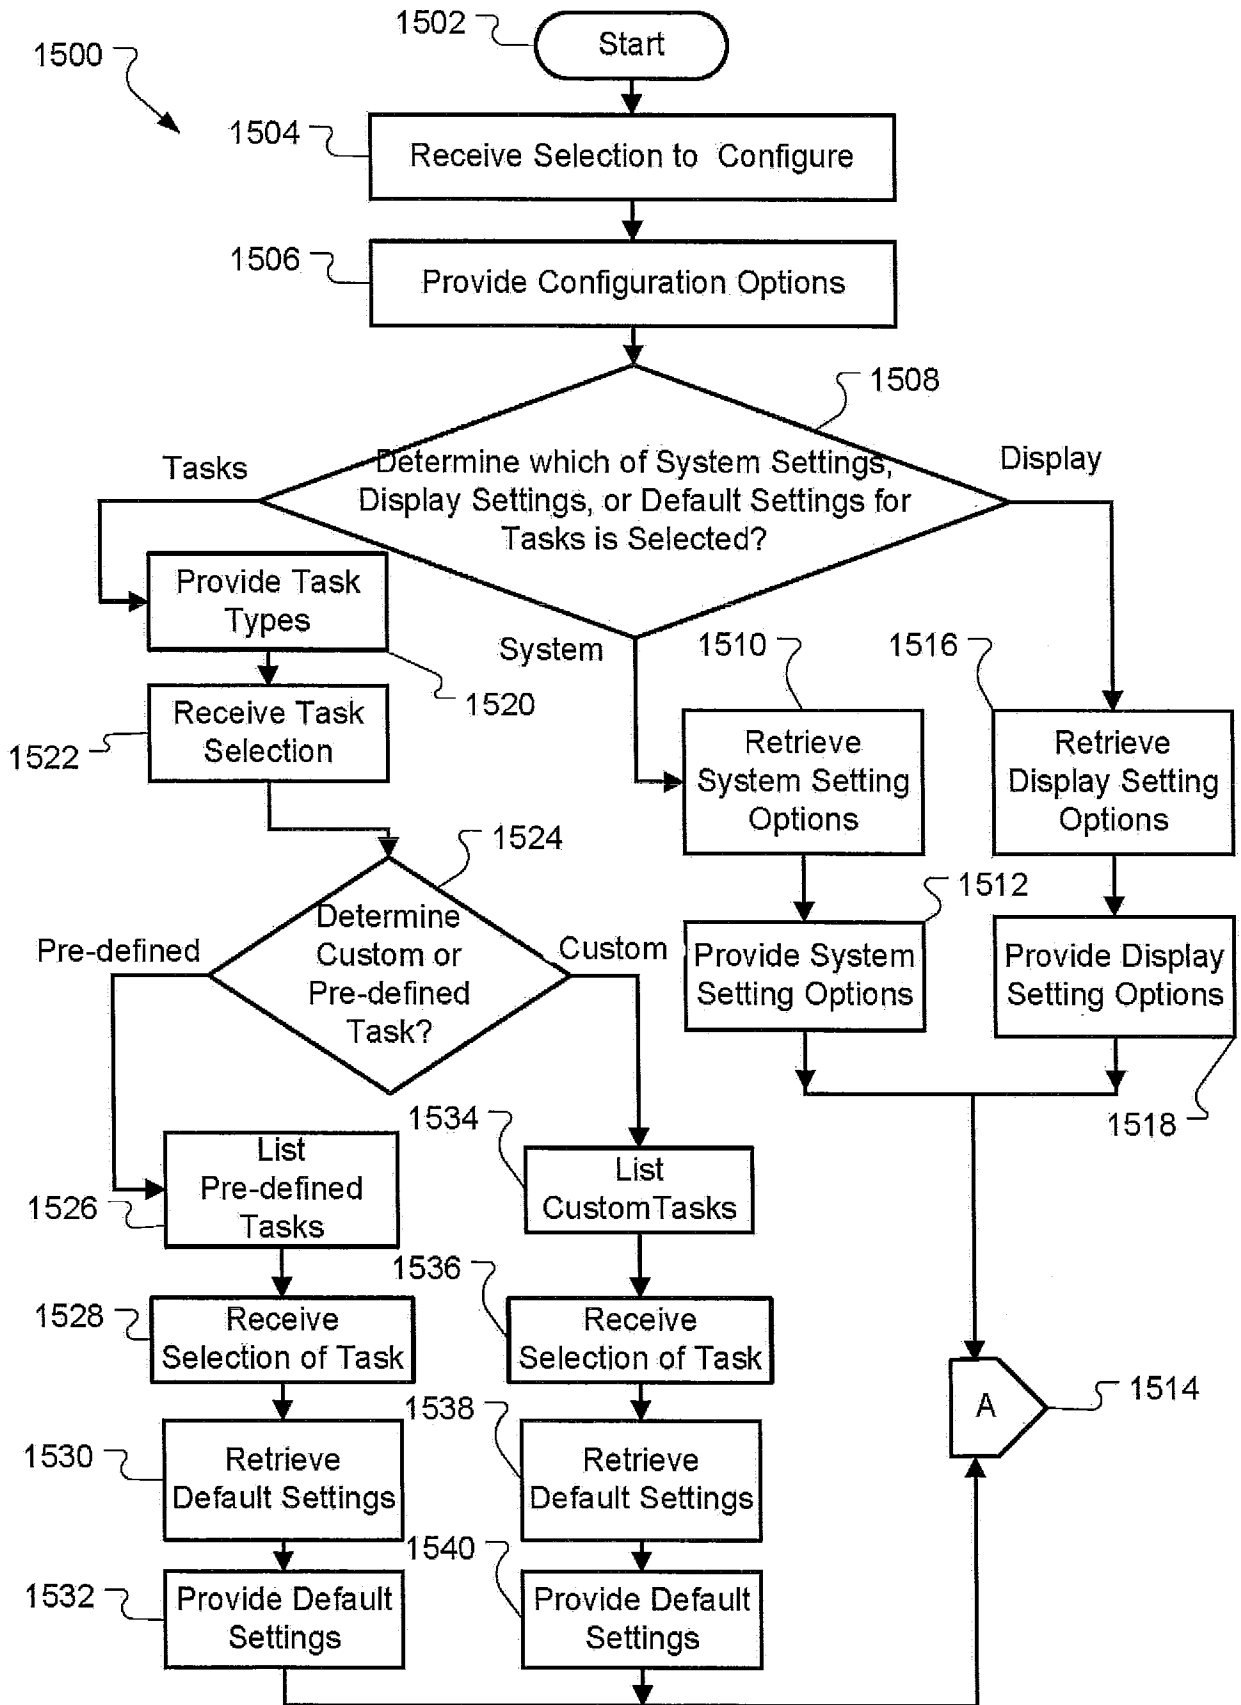 1502
Start
1500
1504
Receive Selection to Configure
1506
Provide Configuration Options
1508
Tasks
Display
Determine which of System Settings,
Display Settings, or Default Settings for
Tasks is Selected?
Provide Task
Types
System
1510
1516
1520
Receive Task
Selection
1522
Retrieve
System Setting
Options
Retrieve
Display Setting
Options
1524
1512
Determine
Custom or
Pre-defined
Task?
Pre-defined
Custom
Provide System
Setting Options
Provide Display
Setting Options
1534
1518
List
Pre-defined
Tasks
1526
List
CustomTasks
1536
1528
Receive
Selection of Task
Receive
Selection of Task
A
1514
1538
1530
Retrieve
Default Settings
Retrieve
Default Settings
1540
1532
Provide Default
Settings
Provide Default
Settings